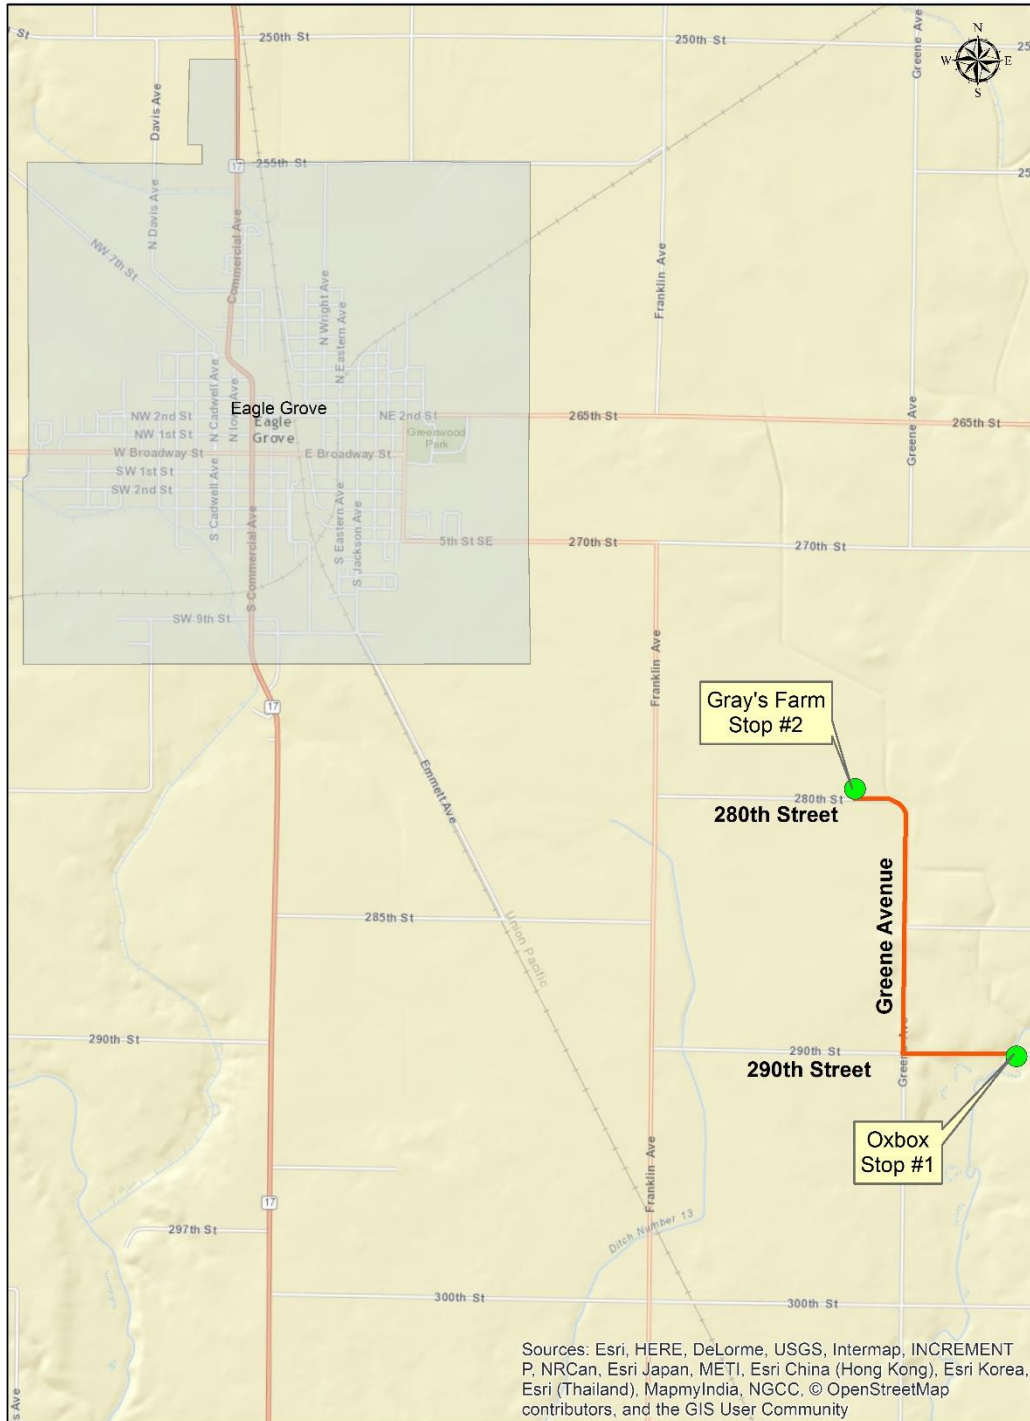 St
250th St
250th St
Greene Ave
N
W
E
S
Davis Ave
17
255th St
25
N Davis Ave
NW 7th St
Commercial Ave
N Wright Ave
N Eastern Ave
Franklin Ave
N Cadwell Ave
N Iowa Ave
Eagle Grove
Eagle
Grove
NW 2nd St
NE 2nd St
265th St
265th St
Greene Ave
NW 1st St
Greenwood
Park
W Broadway St
E Broadway St
SW 1st St
SW 2nd St
S Cadwell Ave
S Commercial Ave
S Eastern Ave
S Jackson Ave
5th St SE
270th St
270th St
SW 9th St
Franklin Ave
17
Gray's Farm
Stop #2
Emmett Ave
280th St
280th Street
Greene Avenue
285th St
Union Pacific
290th St
290th St
290th Street
Greene Ave
Oxbox
Stop #1
Franklin Ave
17
297th St
Ditch Number 13
300th St
300th St
s Ave
Sources: Esri, HERE, DeLorme, USGS, Intermap, INCREMENT
P, NRCan, Esri Japan, METI, Esri China (Hong Kong), Esri Korea,
Esri (Thailand), MapmyIndia, NGCC, © OpenStreetMap
contributors, and the GIS User Community